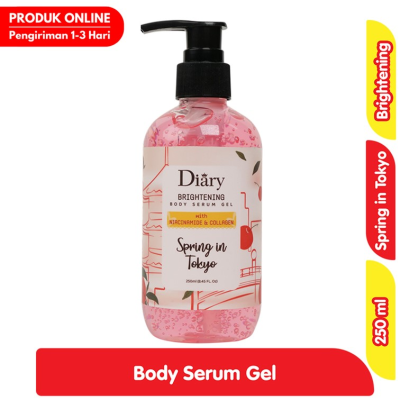 PRODUK ONLINE
Pengiriman 1-3 Hari
Brightening
Spring in Tokyo
250 ml
Diary
BRIGHTENING
BODY SERUM GEL
with
NIACINAMIDE & COLLAGEN
Spring in
Tokyo
Body Serum Gel